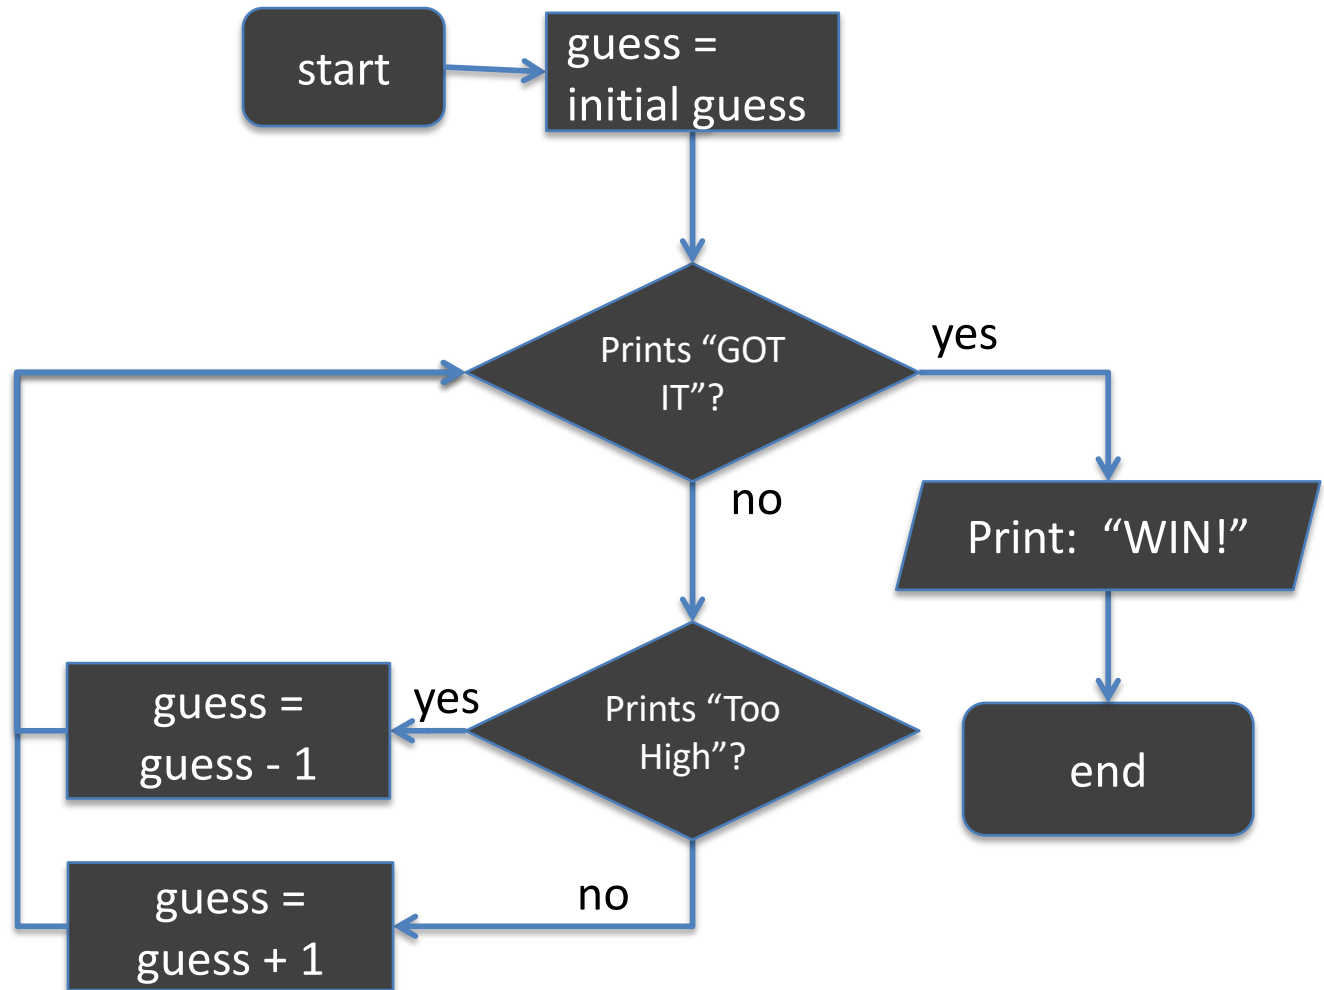 start
guess =
initial guess
Prints “GOT
IT”?
yes
no
Print:  “WIN!”
Prints “Too
High”?
yes
guess =
guess - 1
end
no
guess =
guess + 1